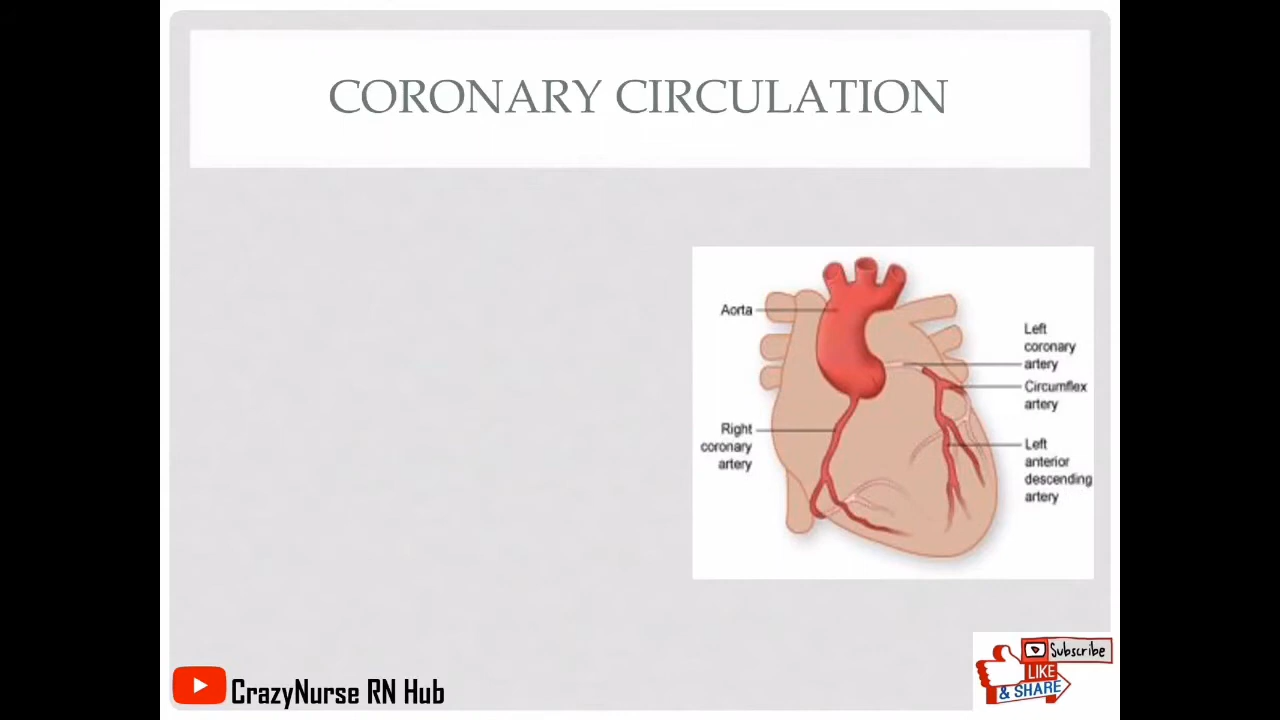 CORONARY CIRCULATION
Aorta
Left
coronary
artery
Circumflex
artery
Right
coronary
artery
Left
anterior
descending
artery
CrazyNurse RN Hub
Subscribe
LIKE
& SHARE